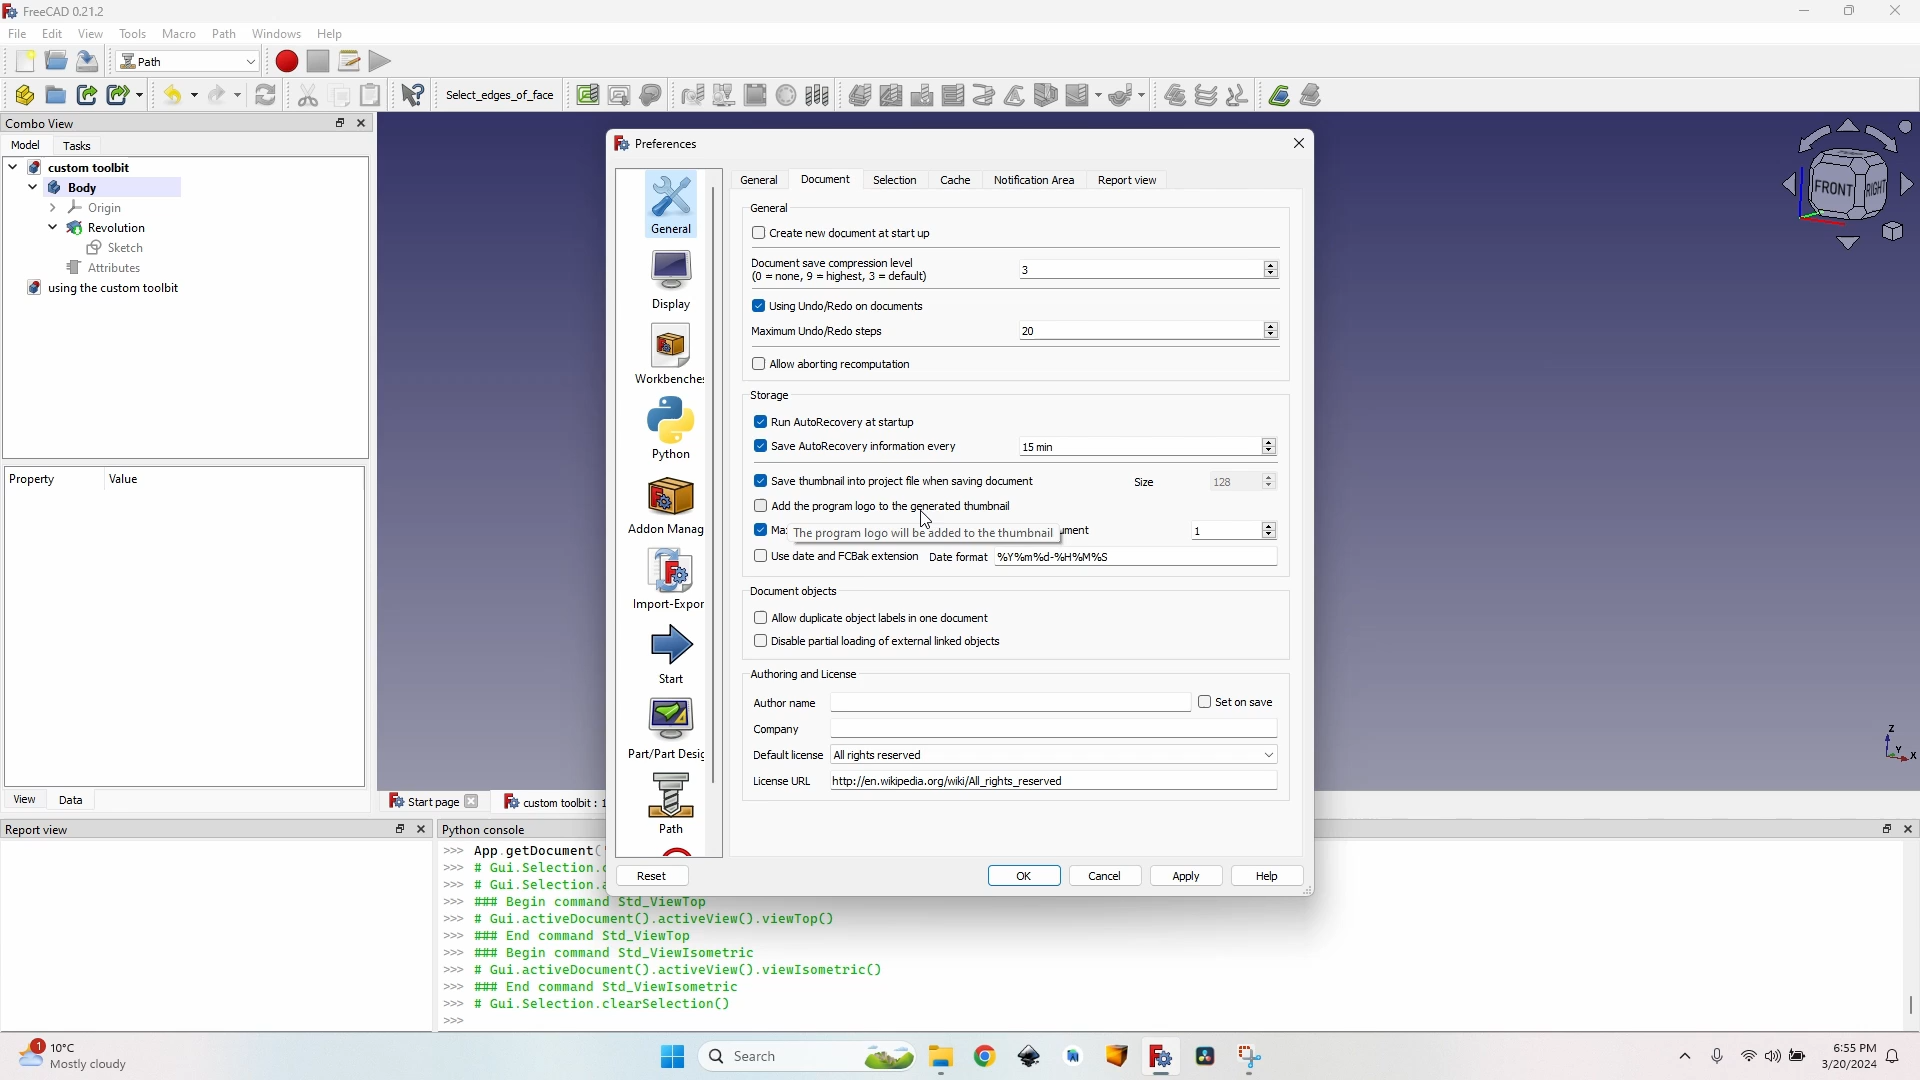 FreeCAD 0.21.2
File Edit View Tools Macro Path Windows Help
Path
Select_edges_of_face
Combo View
Model Tasks
custom toolbit
Body
Origin
Revolution
Sketch
Attributes
using the custom toolbit
Property Value
View Data
FRONT RIGHT
Z
Y X
Preferences
General
Display
Workbenches
Python
Addon Manag
Import-Expor
Start
Part/Part Desig
Path
General Document Selection Cache Notification Area Report view
General
Create new document at start up
Document save compression level
(0 = none, 9 = highest, 3 = default)
3
Using Undo/Redo on documents
Maximum Undo/Redo steps 20
Allow aborting recomputation
Storage
Run AutoRecovery at startup
Save AutoRecovery information every 15 min
Save thumbnail into project file when saving document Size 128
Add the program logo to the generated thumbnail
The program logo will be added to the thumbnail
1
Use date and FCBak extension Date format %Y%m%d-%H%M%S
Document objects
Allow duplicate object labels in one document
Disable partial loading of external linked objects
Authoring and License
Author name Set on save
Company
Default license All rights reserved
License URL http://en.wikipedia.org/wiki/All_rights_reserved
Reset OK Cancel Apply Help
Start page custom toolbit : 1
Report view
Python console
>>> App.getDocument(
>>> # Gui.Selection.
>>> # Gui.Selection.
>>> ### Begin command Std_ViewTop
>>> # Gui.activeDocument().activeView().viewTop()
>>> ### End command Std_ViewTop
>>> ### Begin command Std_ViewIsometric
>>> # Gui.activeDocument().activeView().viewIsometric()
>>> ### End command Std_ViewIsometric
>>> # Gui.Selection.clearSelection()
>>>
1
10°C
Mostly cloudy
Search
6:55 PM
3/20/2024